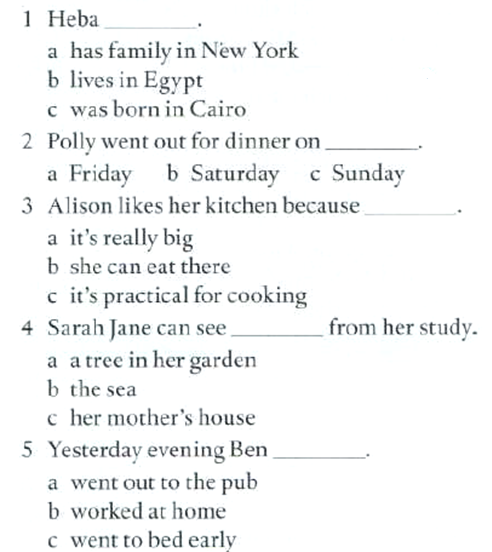 1 Heba ________.
a has family in New York
b lives in Egypt
c was born in Cairo
2 Polly went out for dinner on ________.
a Friday b Saturday c Sunday
3 Alison likes her kitchen because ________.
a it's really big
b she can eat there
c it's practical for cooking
4 Sarah Jane can see ________ from her study.
a a tree in her garden
b the sea
c her mother's house
5 Yesterday evening Ben ________.
a went out to the pub
b worked at home
c went to bed early